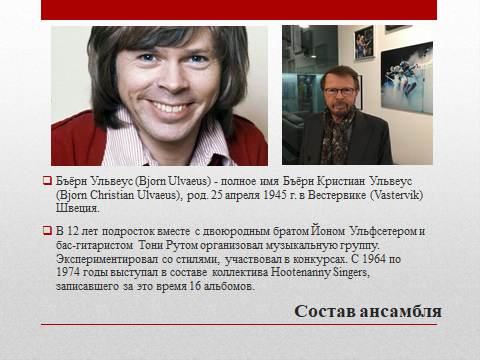 Бъёрн Ульвеус (Bjorn Ulvaeus) - полное имя Бъёрн Кристиан Ульвеус
(Bjorn Christian Ulvaeus), род. 25 апреля 1945 г. в Вестервике (Vastervik)
Швеция.
В 12 лет подросток вместе с двоюродным братом Йоном Ульфсетером и
бас-гитаристом Тони Рутом организовал музыкальную группу.
Экспериментировал со стилями, участвовал в конкурсах. С 1964 по
1974 годы выступал в составе коллектива Hootenanny Singers,
записавшего за это время 16 альбомов.
Состав ансамбля